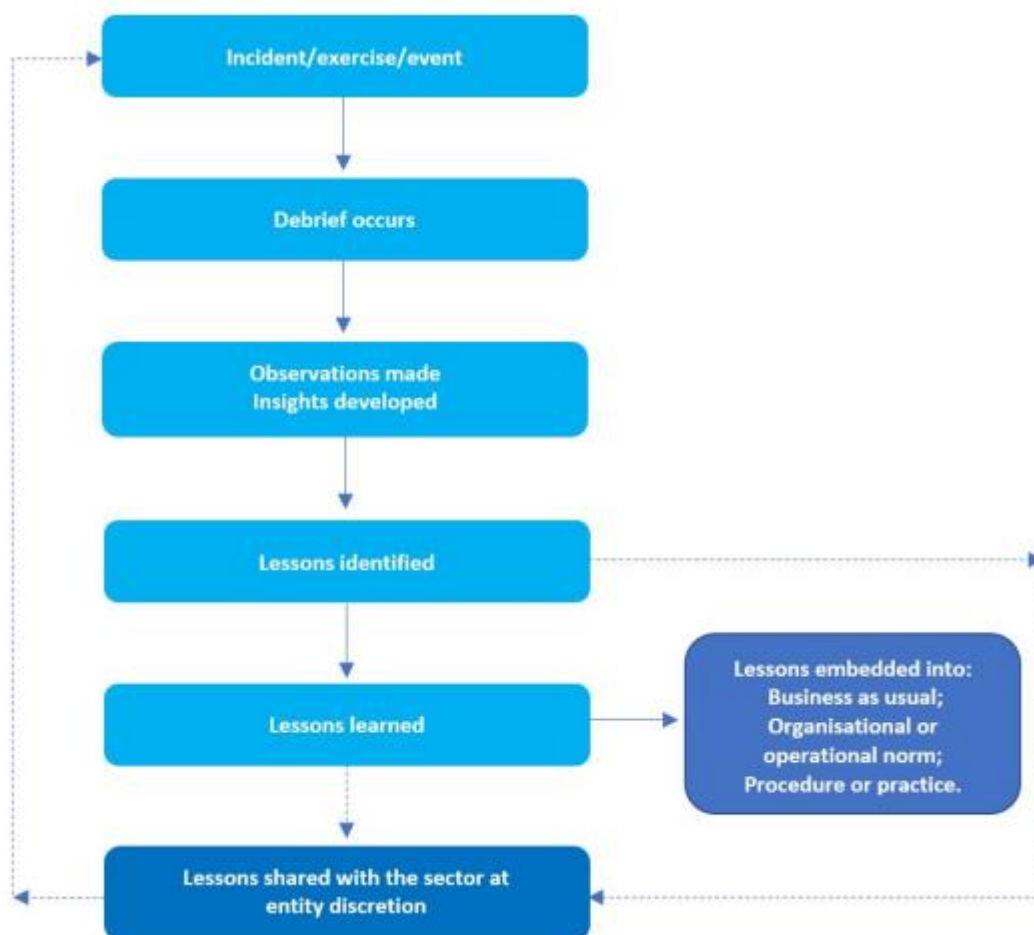 Incident/exercise/event
Debrief occurs
Observations made
Insights developed
Lessons identified
Lessons learned
Lessons embedded into:
Business as usual;
Organisational or
operational norm;
Procedure or practice.
Lessons shared with the sector at
entity discretion